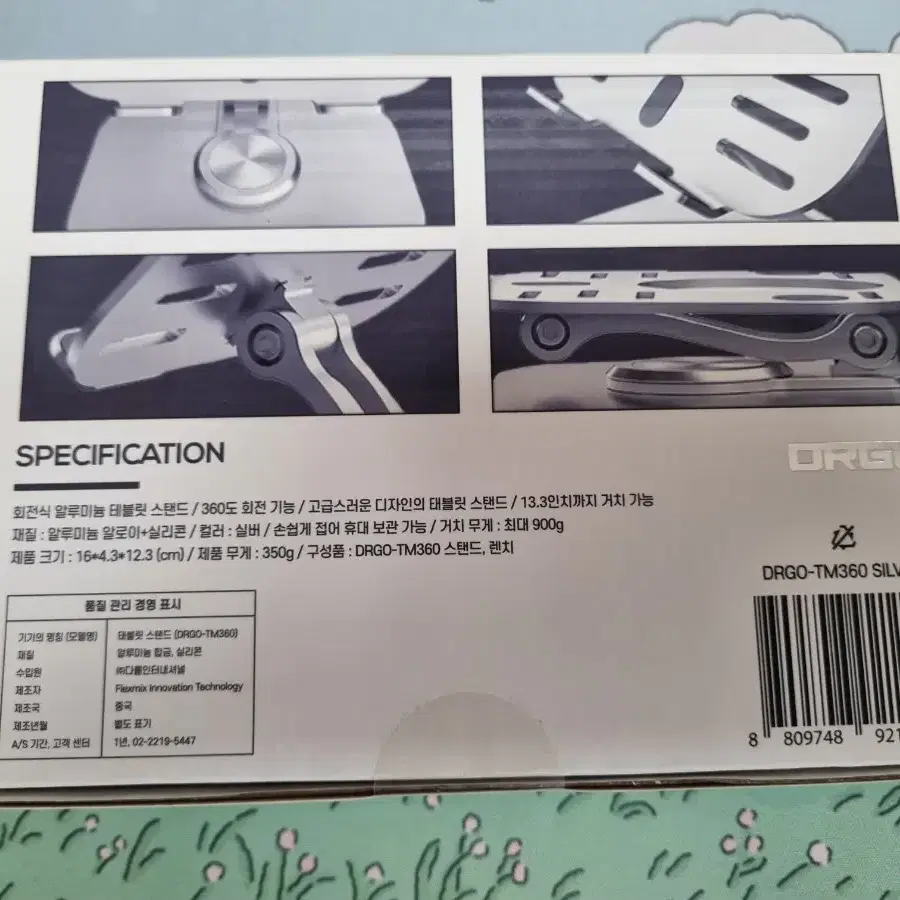 SPECIFICATION
회전식 알루미늄 테블릿 스탠드 / 360도 회전 기능 / 고급스러운 디자인의 태블릿 스탠드 / 13.3인치까지 거치 가능
재질 : 알루미늄 알로이+실리콘 / 컬러 : 실버 / 손쉽게 접어 휴대 보관 가능 / 거치 무게 : 최대 900g
제품 크기 : 16*4.3*12.3 (cm) / 제품 무게 : 350g / 구성품 : DRGO-TM360 스탠드, 렌치
DRGO
DRGO-TM360 SILV
품질 관리 경영 표시
기기의 명칭 (모델명) 태블릿 스탠드 (DRGO-TM360)
재질 알루미늄 합금, 실리콘
수입원 ㈜다롬인터내셔널
제조자 Flexmix Innovation Technology
제조국 중국
제조년월 별도 표기
A/S 기간, 고객 센터 1년, 02-2219-5447
8 809748 921